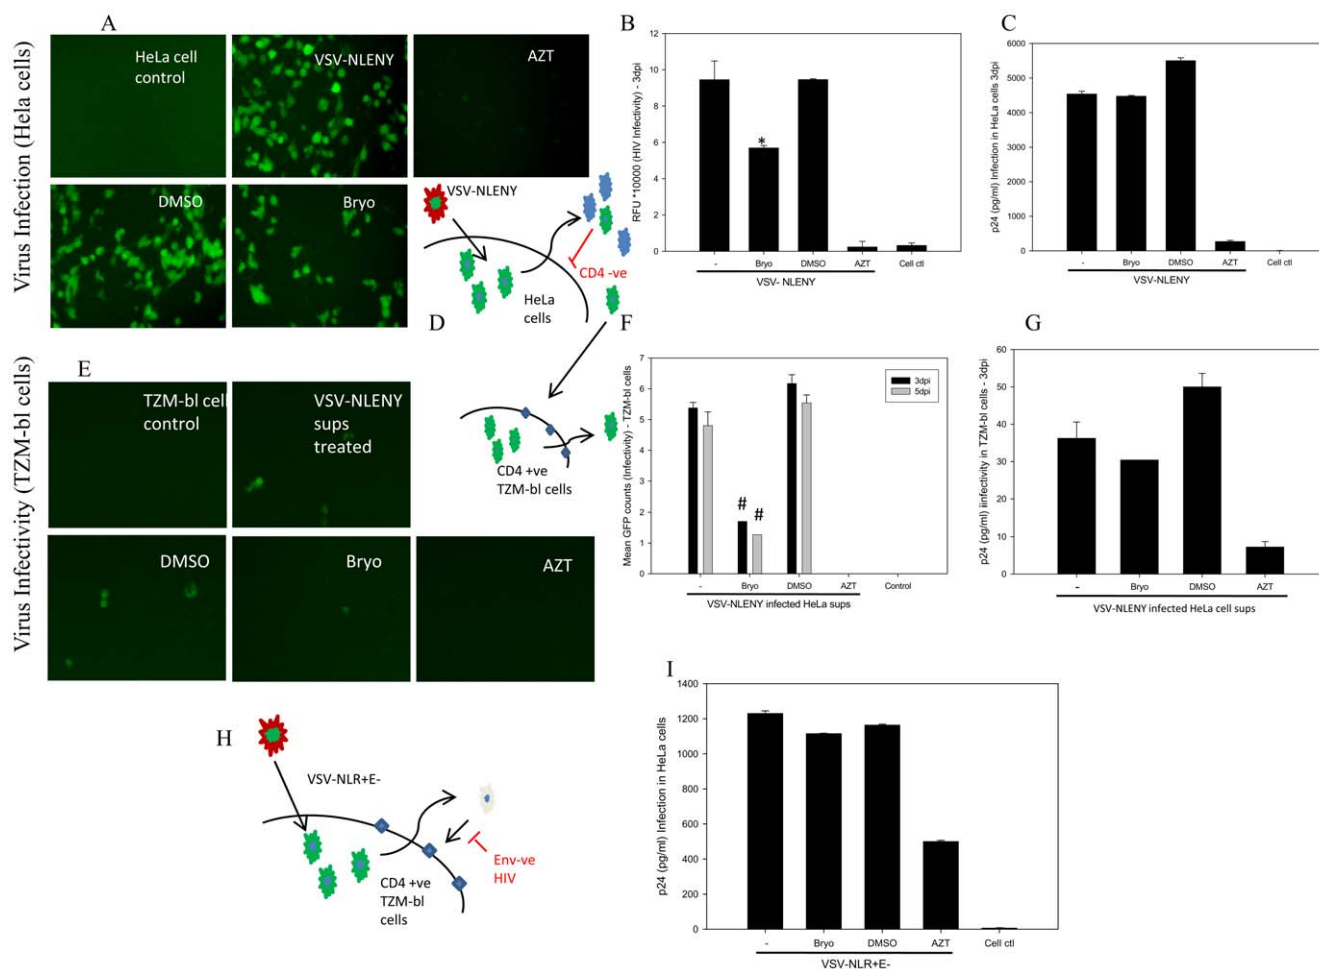 Virus Infection (Hela cells)
A
HeLa cell
control
VSV-NLENY
AZT
DMSO
Bryo
VSV-NLENY
CD4 -ve
HeLa
cells
B
RFU *10000 (HIV Infectivity) - 3dpi
12
10
8
6
4
2
0
*
-
Bryo
DMSO
AZT
Cell ctl
VSV- NLENY
C
p24 (pg/ml) Infection in HeLa cells 3dpi
6000
5000
4000
3000
2000
1000
0
-
Bryo
DMSO
AZT
Cell ctl
VSV-NLENY
D
CD4 +ve
TZM-bl cells
Virus Infectivity (TZM-bl cells)
E
TZM-bl cell
control
VSV-NLENY
sups
treated
DMSO
Bryo
AZT
F
Mean GFP counts (Infectivity) - TZM-bl cells
7
6
5
4
3
2
1
0
3dpi
5dpi
# #
-
Bryo
DMSO
AZT
Control
VSV-NLENY infected HeLa sups
G
p24 (pg/ml) iinfectivity in TZM-bl cells - 3dpi
60
50
40
30
20
10
0
-
Bryo
DMSO
AZT
VSV-NLENY infected HeLa cell sups
H
VSV-NLR+E-
Env-ve
HIV
CD4 +ve
TZM-bl
cells
I
p24 (pg/ml) Infection in HeLa cells
1400
1200
1000
800
600
400
200
0
-
Bryo
DMSO
AZT
Cell ctl
VSV-NLR+E-